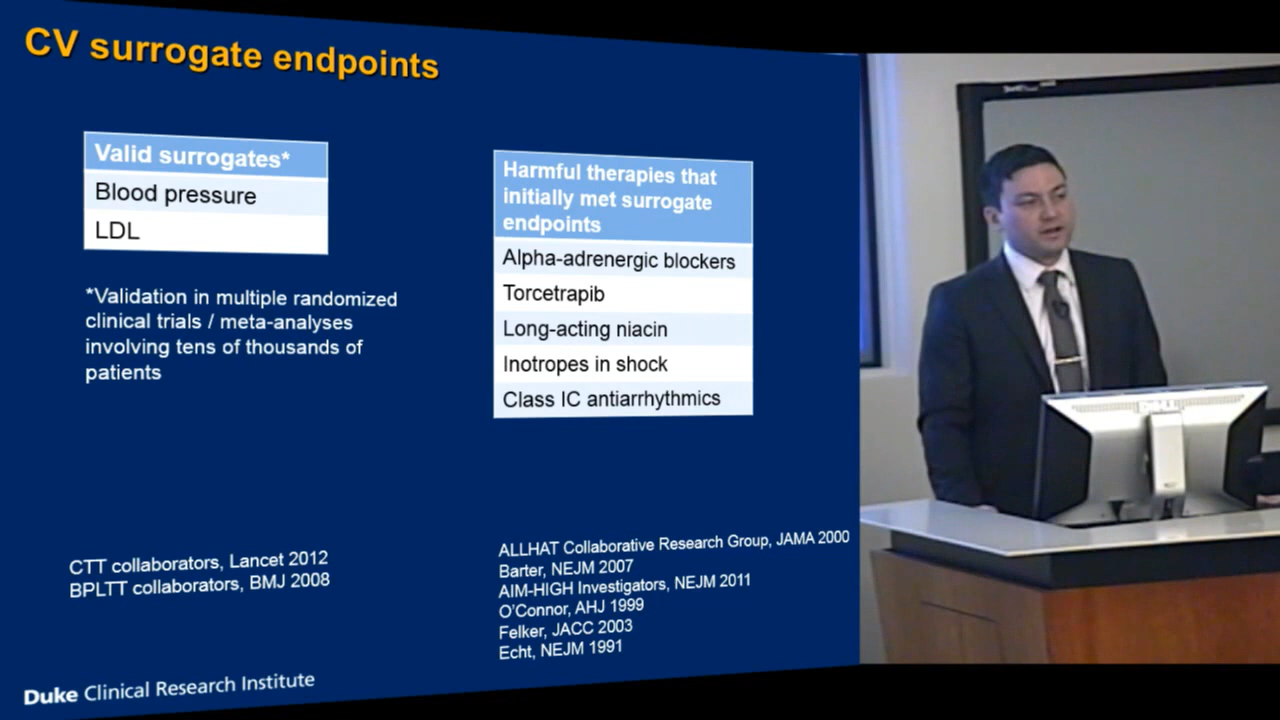 CV surrogate endpoints
Valid surrogates*
Blood pressure
LDL
*Validation in multiple randomized
clinical trials / meta-analyses
involving tens of thousands of
patients
Harmful therapies that
initially met surrogate
endpoints
Alpha-adrenergic blockers
Torcetrapib
Long-acting niacin
Inotropes in shock
Class IC antiarrhythmics
CTT collaborators, Lancet 2012
BPLTT collaborators, BMJ 2008
ALLHAT Collaborative Research Group, JAMA 2000
Barter, NEJM 2007
AIM-HIGH Investigators, NEJM 2011
O'Connor, AHJ 1999
Felker, JACC 2003
Echt, NEJM 1991
Duke Clinical Research Institute
DELL